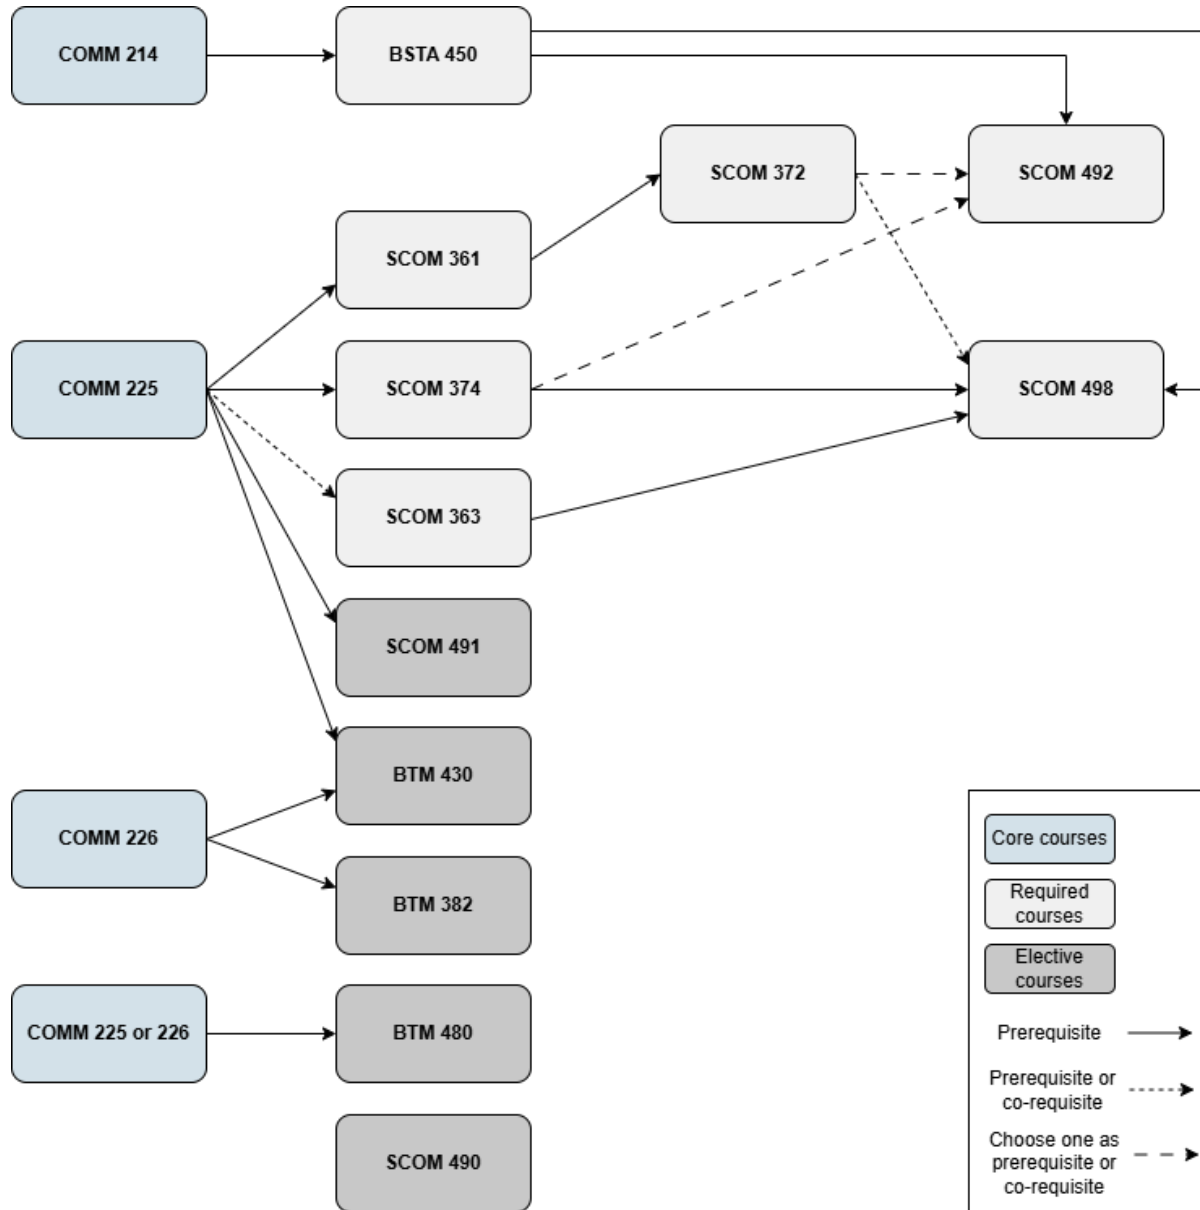 COMM 214
BSTA 450
SCOM 372
SCOM 492
SCOM 361
COMM 225
SCOM 374
SCOM 498
SCOM 363
SCOM 491
BTM 430
COMM 226
BTM 382
COMM 225 or 226
BTM 480
SCOM 490
Core courses
Required
courses
Elective
courses
Prerequisite
Prerequisite or
co-requisite
Choose one as
prerequisite or
co-requisite